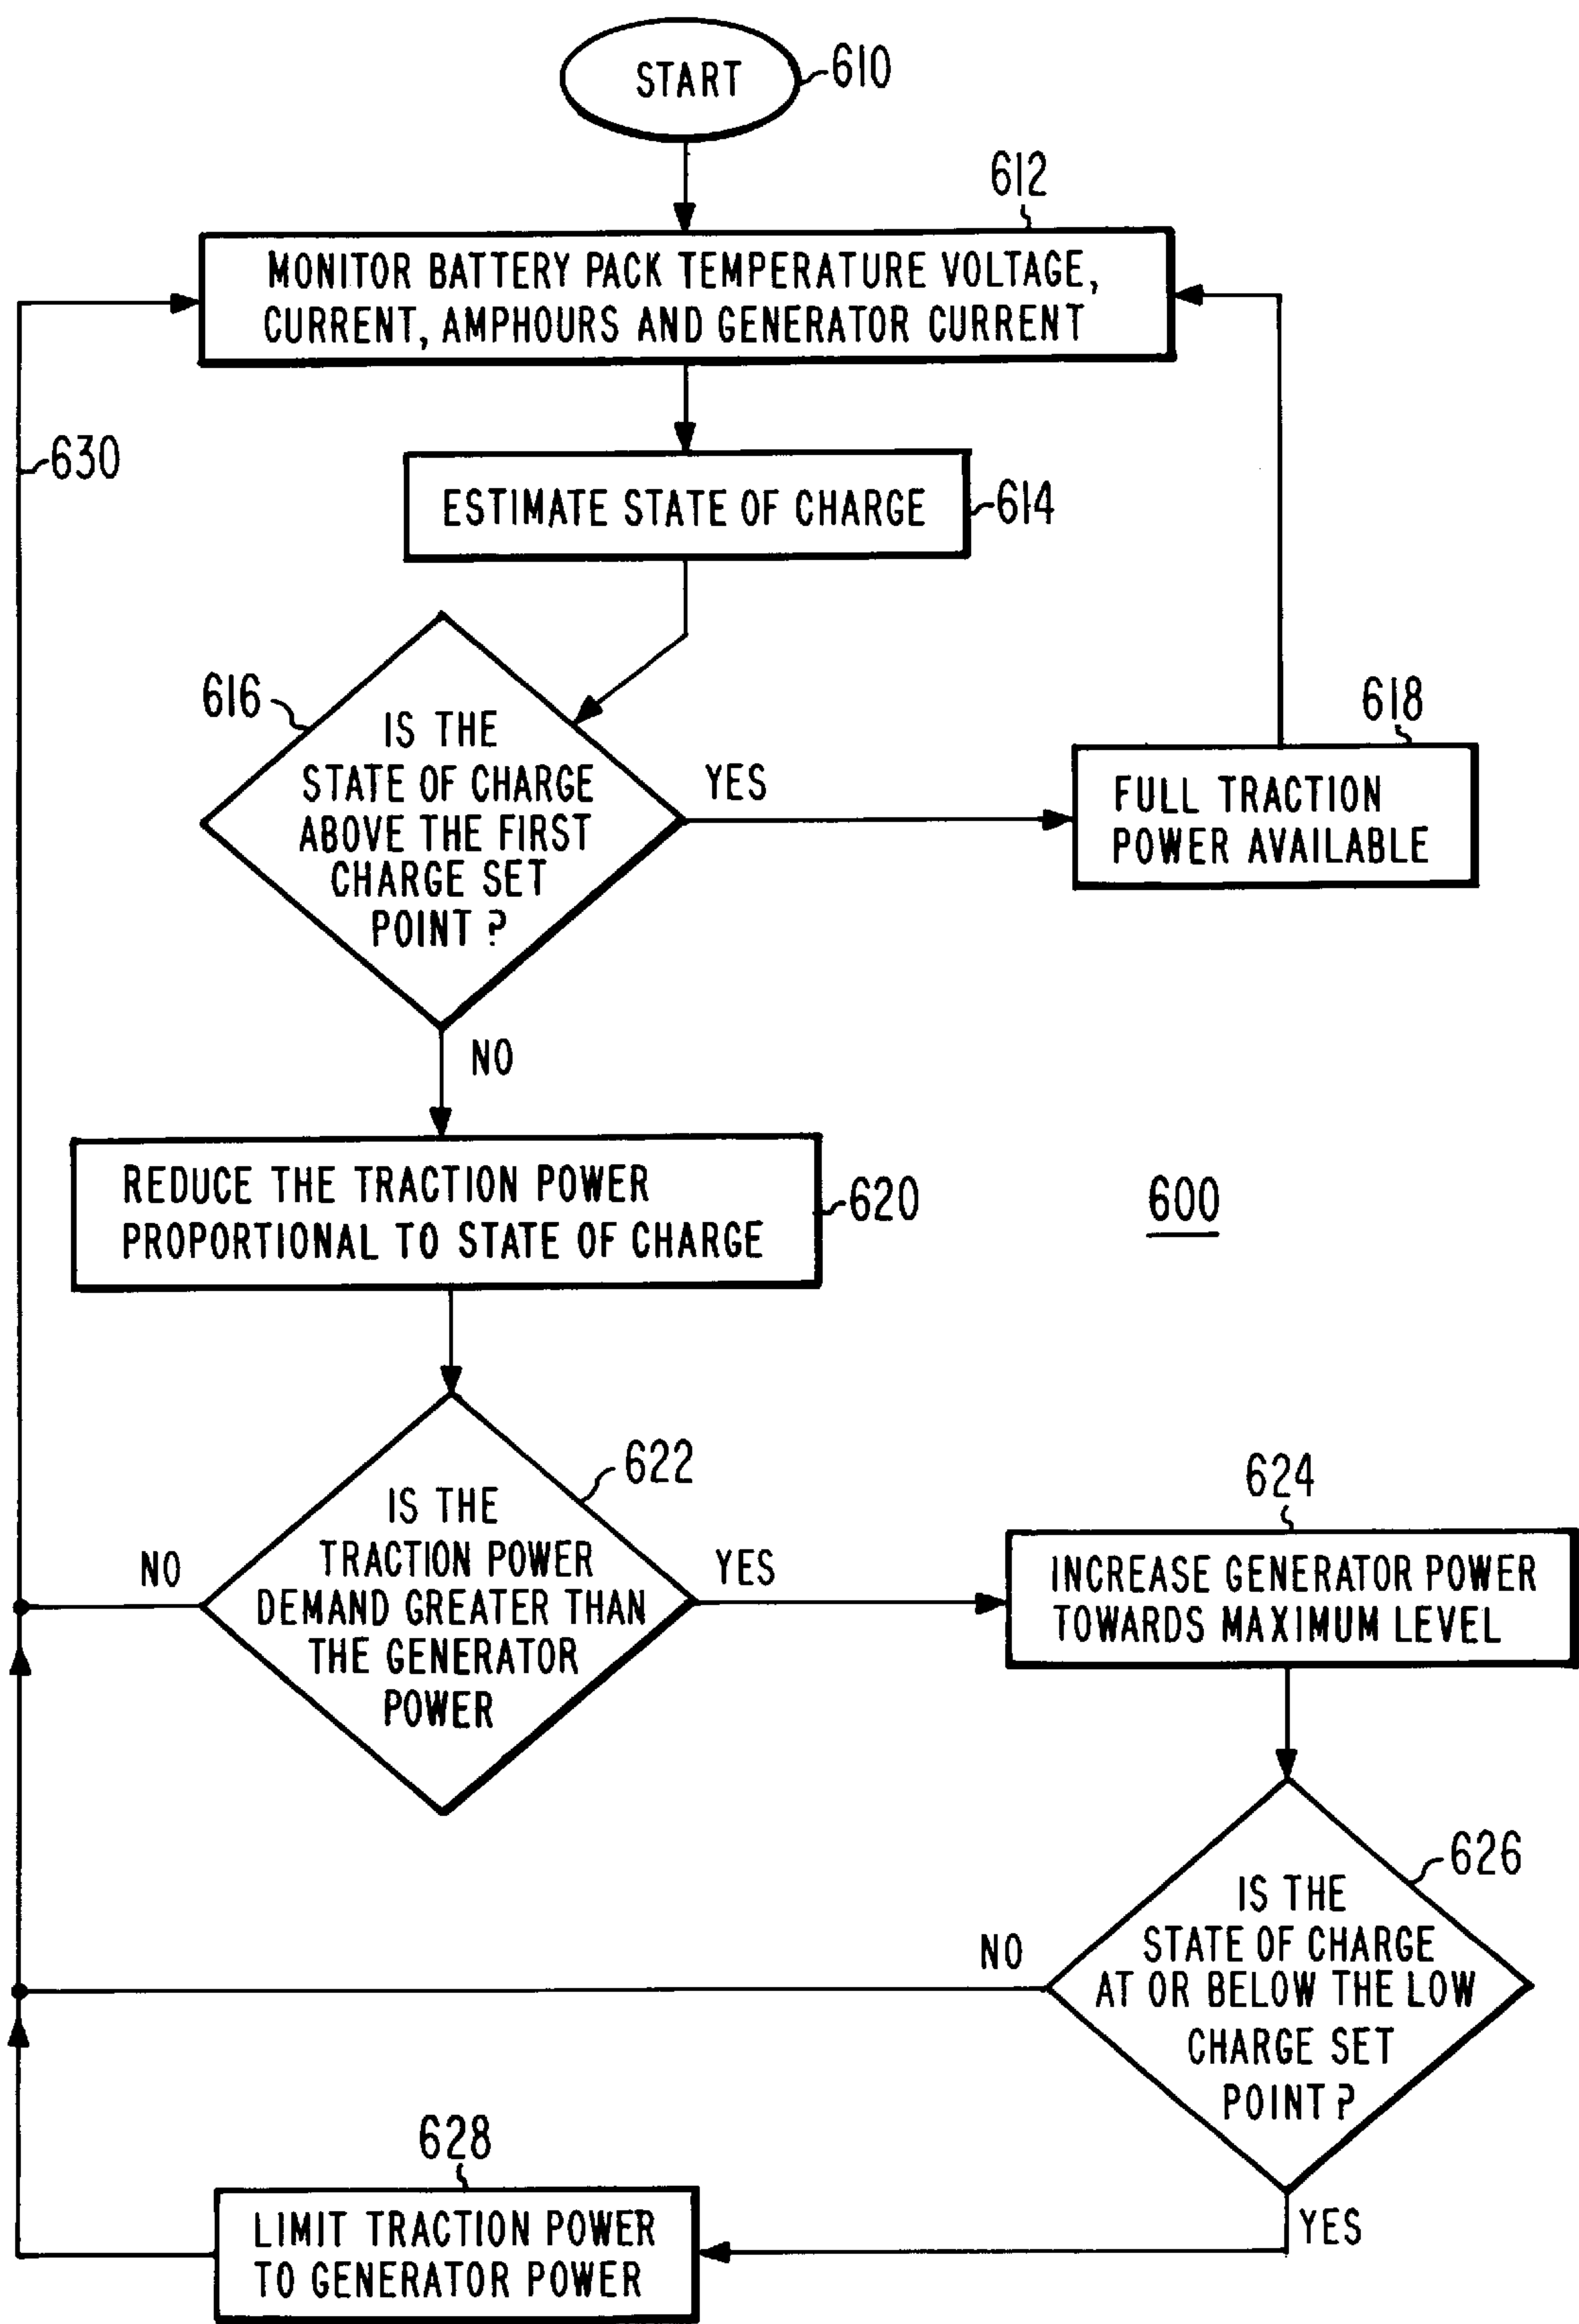 START
610
612
MONITOR BATTERY PACK TEMPERATURE VOLTAGE,
CURRENT, AMPHOURS AND GENERATOR CURRENT
630
ESTIMATE STATE OF CHARGE
614
616
IS THE
STATE OF CHARGE
ABOVE THE FIRST
CHARGE SET
POINT?
YES
618
FULL TRACTION
POWER AVAILABLE
NO
REDUCE THE TRACTION POWER
PROPORTIONAL TO STATE OF CHARGE
620
600
622
IS THE
TRACTION POWER
DEMAND GREATER THAN
THE GENERATOR
POWER
NO
YES
624
INCREASE GENERATOR POWER
TOWARDS MAXIMUM LEVEL
626
IS THE
STATE OF CHARGE
AT OR BELOW THE LOW
CHARGE SET
POINT?
NO
YES
628
LIMIT TRACTION POWER
TO GENERATOR POWER